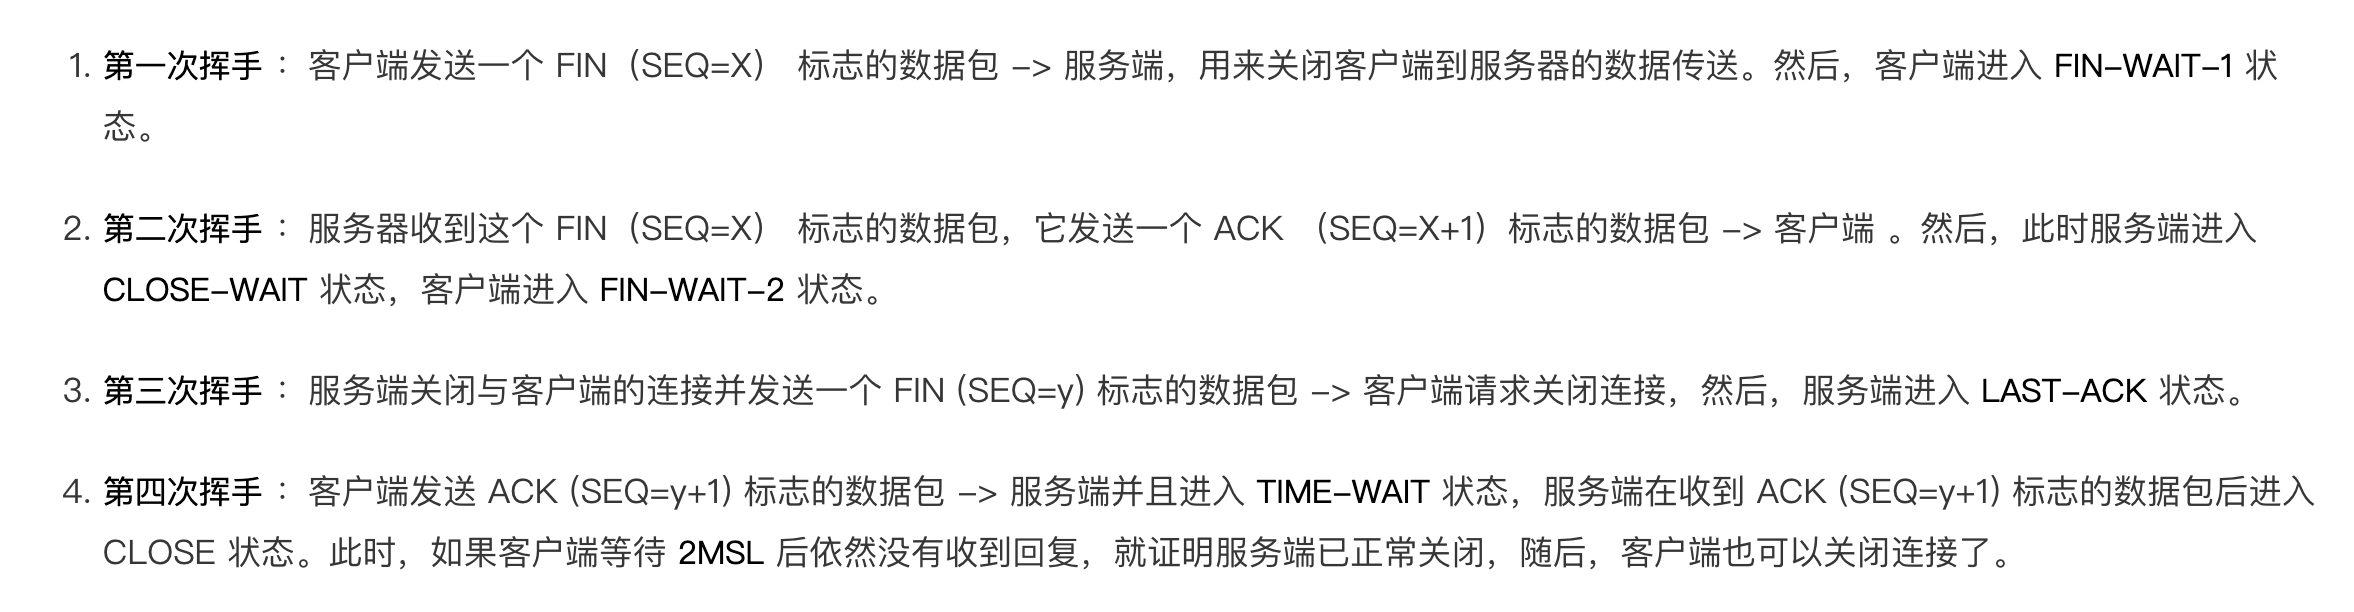 1. 第一次挥手 ：客户端发送一个 FIN（SEQ=X） 标志的数据包 –> 服务端，用来关闭客户端到服务器的数据传送。然后，客户端进入 FIN–WAIT–1 状
态。
2. 第二次挥手 ：服务器收到这个 FIN（SEQ=X） 标志的数据包，它发送一个 ACK （SEQ=X+1）标志的数据包 –> 客户端 。然后，此时服务端进入
CLOSE–WAIT 状态，客户端进入 FIN–WAIT–2 状态。
3. 第三次挥手 ：服务端关闭与客户端的连接并发送一个 FIN (SEQ=y) 标志的数据包 –> 客户端请求关闭连接，然后，服务端进入 LAST–ACK 状态。
4. 第四次挥手 ：客户端发送 ACK (SEQ=y+1) 标志的数据包 –> 服务端并且进入 TIME–WAIT 状态，服务端在收到 ACK (SEQ=y+1) 标志的数据包后进入
CLOSE 状态。此时，如果客户端等待 2MSL 后依然没有收到回复，就证明服务端已正常关闭，随后，客户端也可以关闭连接了。